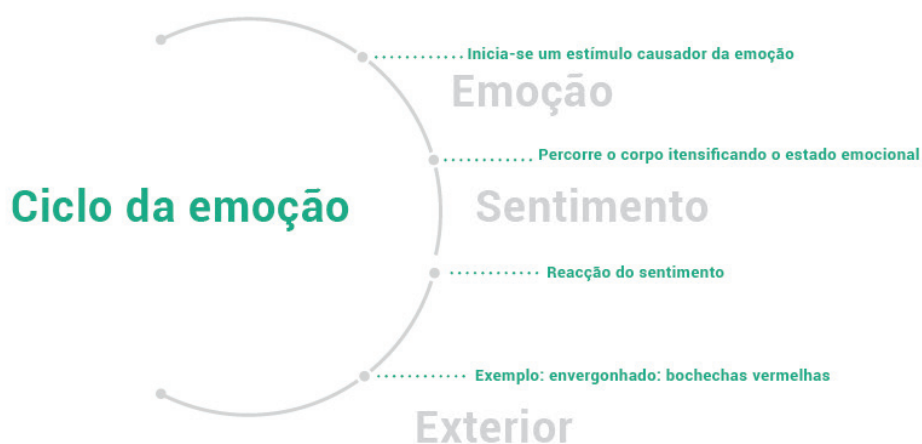 Inicia-se um estímulo causador da emoção
Emoção
Percorre o corpo itensificando o estado emocional
Ciclo da emoção
Sentimento
Reacção do sentimento
Exemplo: envergonhado: bochechas vermelhas
Exterior